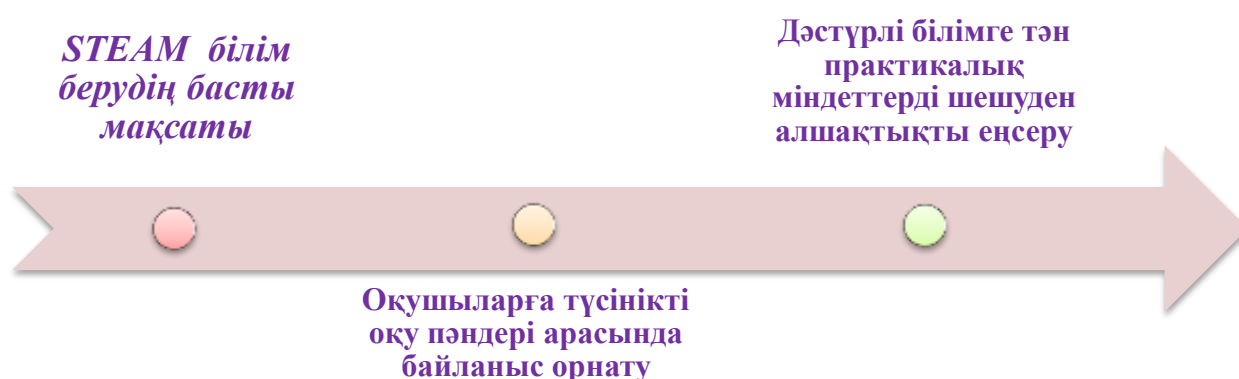 STEAM білім
берудің басты
мақсаты
Оқушыларға түсінікті
оқу пәндері арасында
байланыс орнату
Дәстүрлі білімге тән
практикалық
міндеттерді шешуден
алшақтықты еңсеру